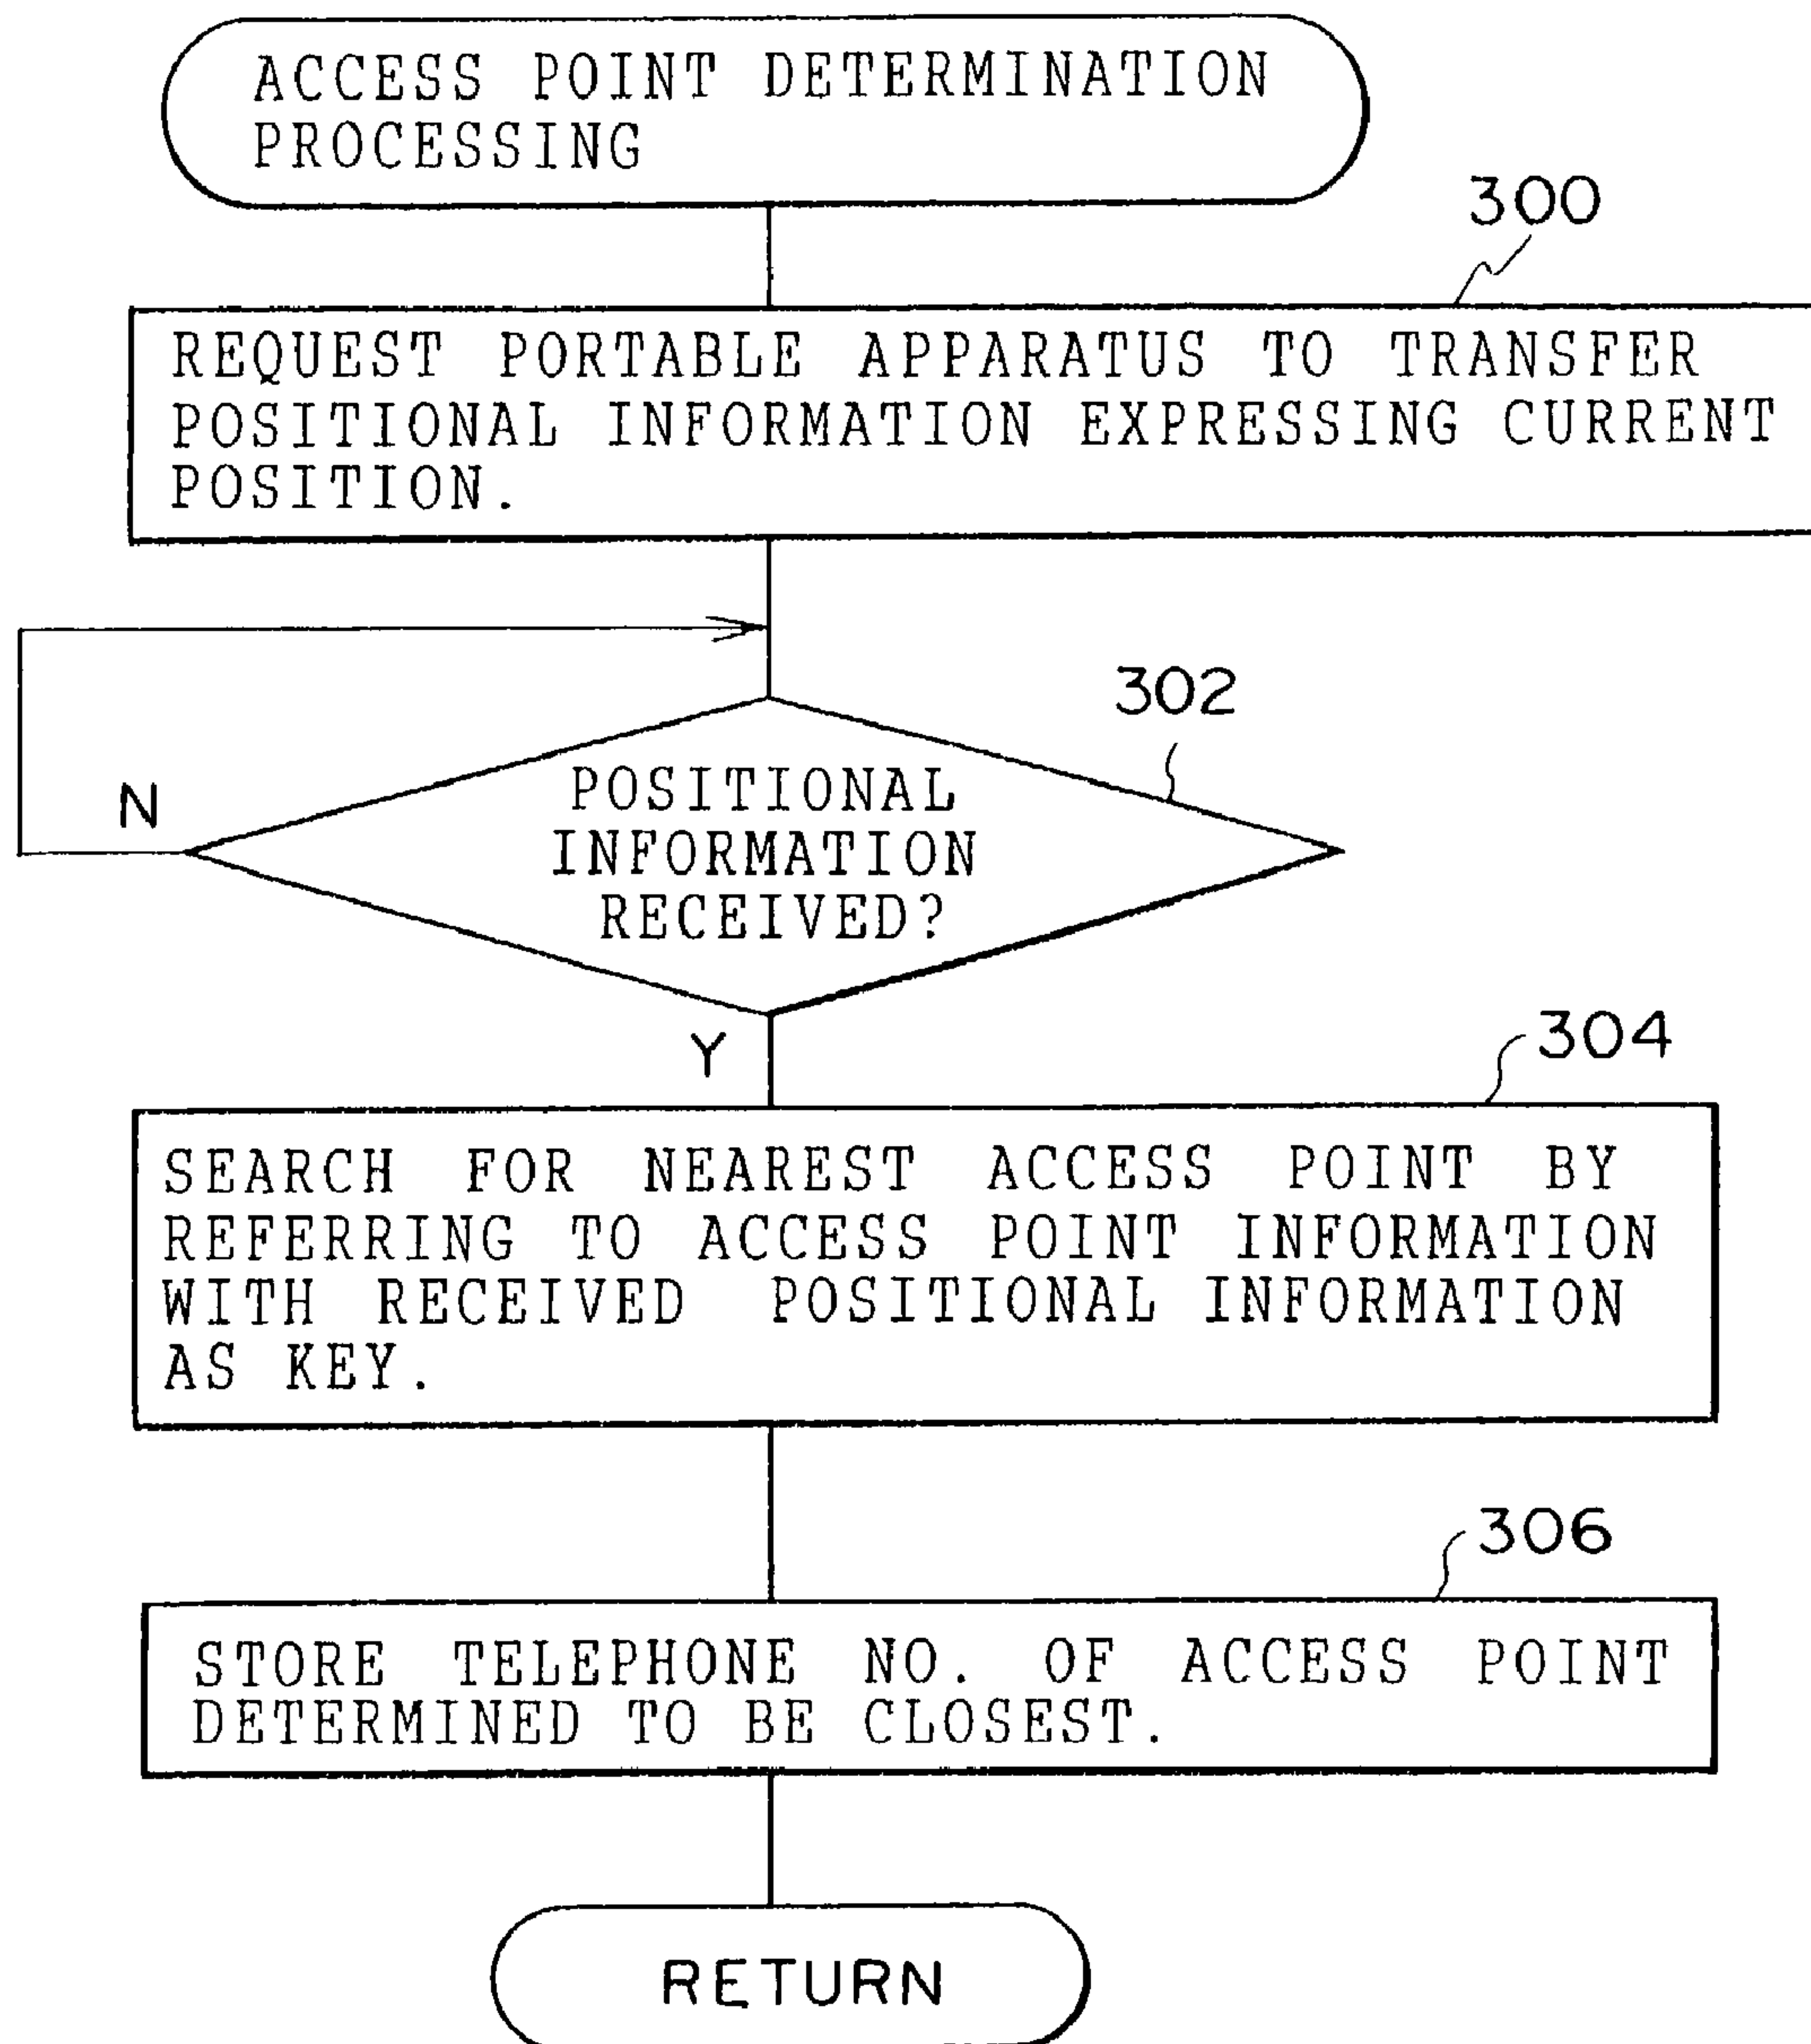 ACCESS POINT DETERMINATION
PROCESSING
300
REQUEST PORTABLE APPARATUS TO TRANSFER
POSITIONAL INFORMATION EXPRESSING CURRENT
POSITION.
302
N
POSITIONAL
INFORMATION
RECEIVED?
Y
304
SEARCH FOR NEAREST ACCESS POINT BY
REFERRING TO ACCESS POINT INFORMATION
WITH RECEIVED POSITIONAL INFORMATION
AS KEY.
306
STORE TELEPHONE NO. OF ACCESS POINT
DETERMINED TO BE CLOSEST.
RETURN